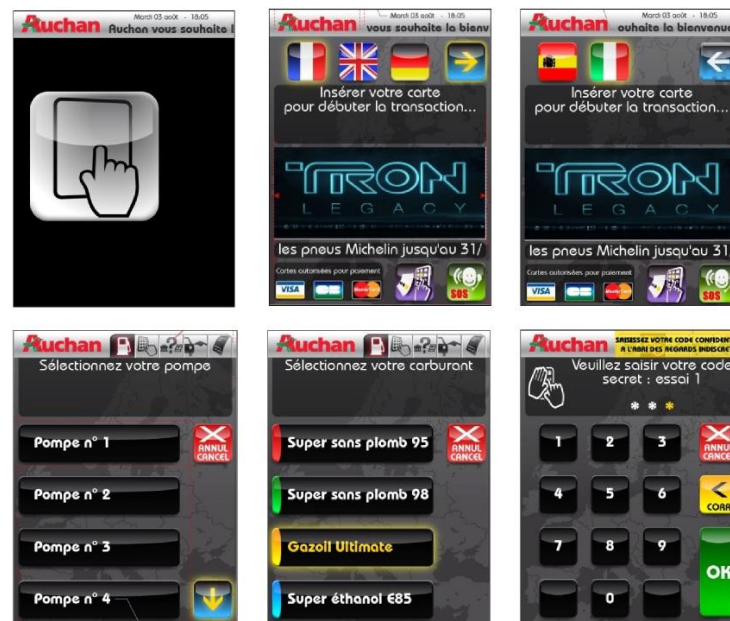 Auchan
Mardi 03 août - 18:05
Auchan vous souhaite l
Auchan
Mardi 03 août - 18:05
vous souhaite la bienv
Insérer votre carte
pour débuter la transaction...
TRON
LEGACY
les pneus Michelin jusqu'au 31/
Cartes autorisées pour paiement
VISA
CB
MasterCard
SOS
Auchan
Mardi 03 août - 18:05
ouhaite la bienvenue
Insérer votre carte
pour débuter la transaction...
TRON
LEGACY
les pneus Michelin jusqu'au 31/
Cartes autorisées pour paiement
VISA
CB
MasterCard
SOS
Auchan
Sélectionnez votre pompe
Pompe n° 1
ANNUL
CANCEL
Pompe n° 2
Pompe n° 3
Pompe n° 4
Auchan
Sélectionnez votre carburant
Super sans plomb 95
ANNUL
CANCEL
Super sans plomb 98
Gazoil Ultimate
Super éthanol E85
Auchan
SAISISSEZ VOTRE CODE CONFIDENT
A L'ABRI DES REGARDS INDISCRET
Veuillez saisir votre code
secret : essai 1
* * *
1 2 3
ANNUL
CANCEL
4 5 6
CORR
7 8 9
OK
0